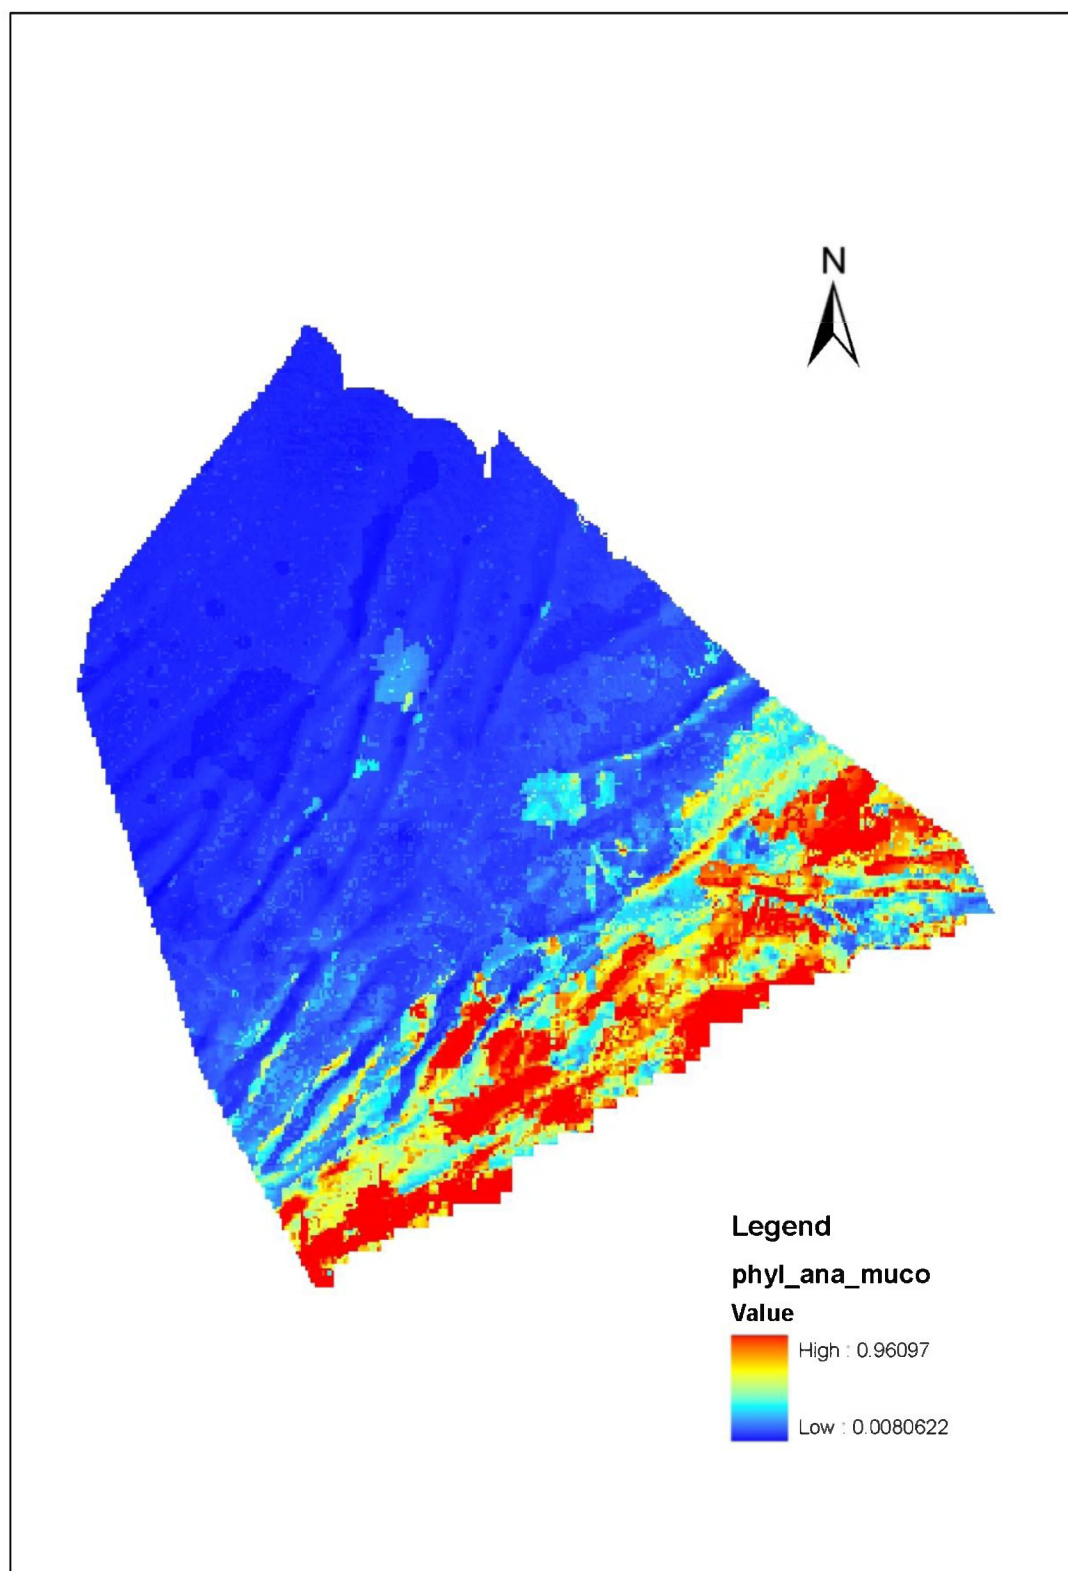 N
Legend
phyl_ana_muco
Value
High : 0.96097
Low : 0.0080622